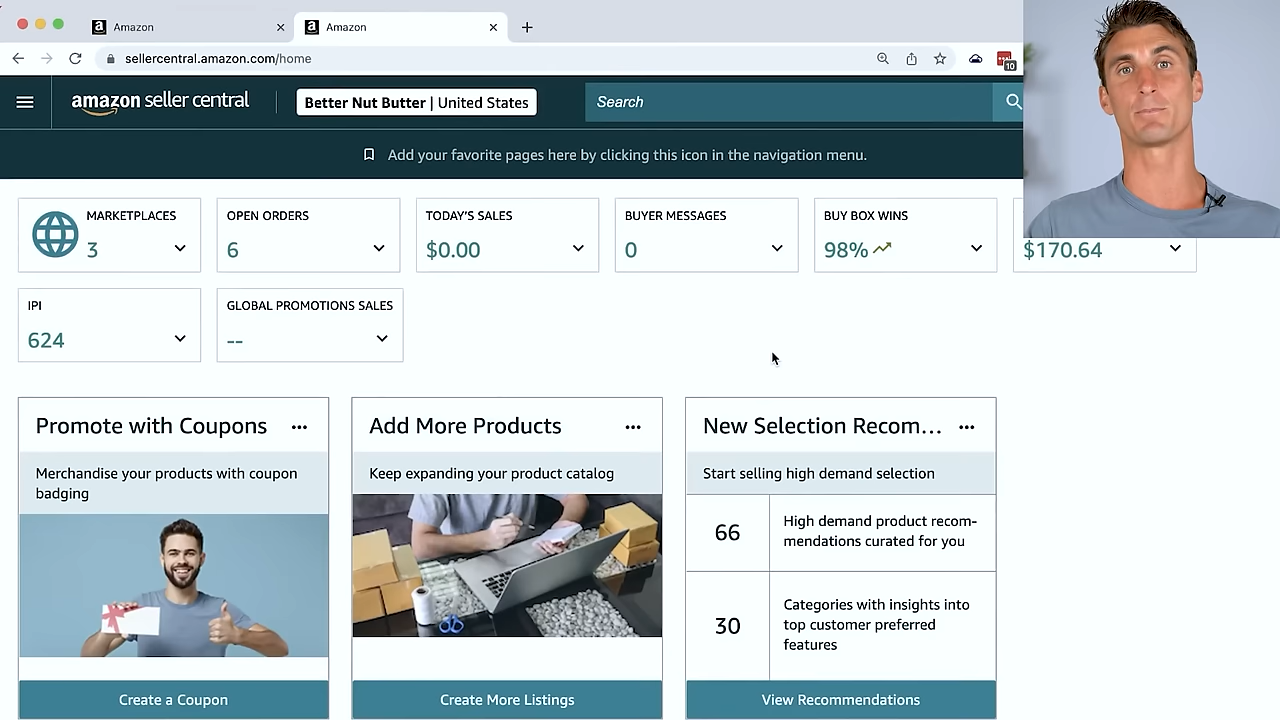 Amazon
Amazon
sellercentral.amazon.com/home
10
amazon seller central
Better Nut Butter | United States
Search
Add your favorite pages here by clicking this icon in the navigation menu.
MARKETPLACES
3
OPEN ORDERS
6
TODAY'S SALES
$0.00
BUYER MESSAGES
0
BUY BOX WINS
98%
$170.64
IPI
624
GLOBAL PROMOTIONS SALES
--
Promote with Coupons
Merchandise your products with coupon
badging
Create a Coupon
Add More Products
Keep expanding your product catalog
Create More Listings
New Selection Recom...
Start selling high demand selection
66
High demand product recom-
mendations curated for you
30
Categories with insights into
top customer preferred
features
View Recommendations